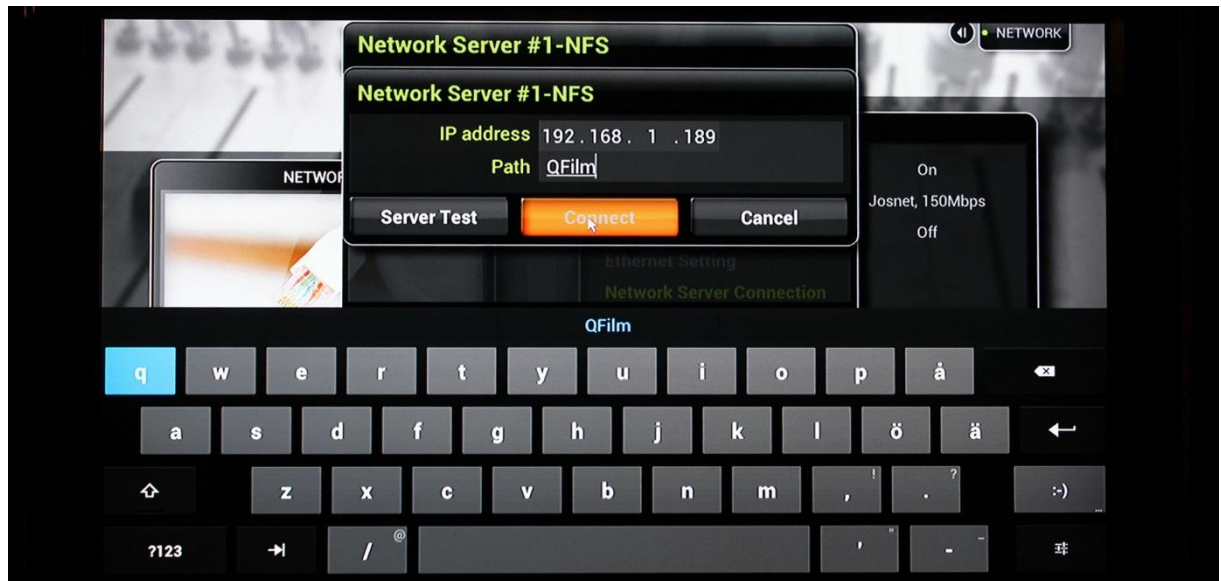 Network Server #1-NFS
NETWORK
Network Server #1-NFS
IP address 192.168. 1 .189
Path QFilm
NETWO
On
Josnet, 150Mbps
Off
Server Test Connect Cancel
Ethernet Setting
Network Server Connection
QFilm
q w e r t y u i o p å
a s d f g h j k l ö ä
z x c v b n m , ! . ? :-) ...
?123 / @ ' " - _